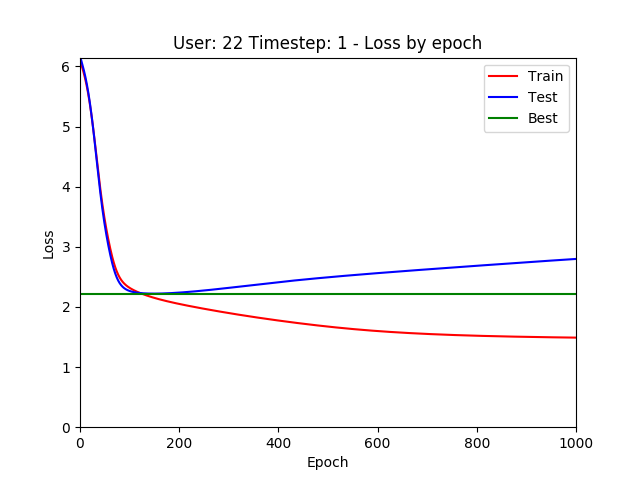 User: 22 Timestep: 1 - Loss by epoch
Train
Test
Best
6
5
4
3
2
1
0
Loss
0 200 400 600 800 1000
Epoch